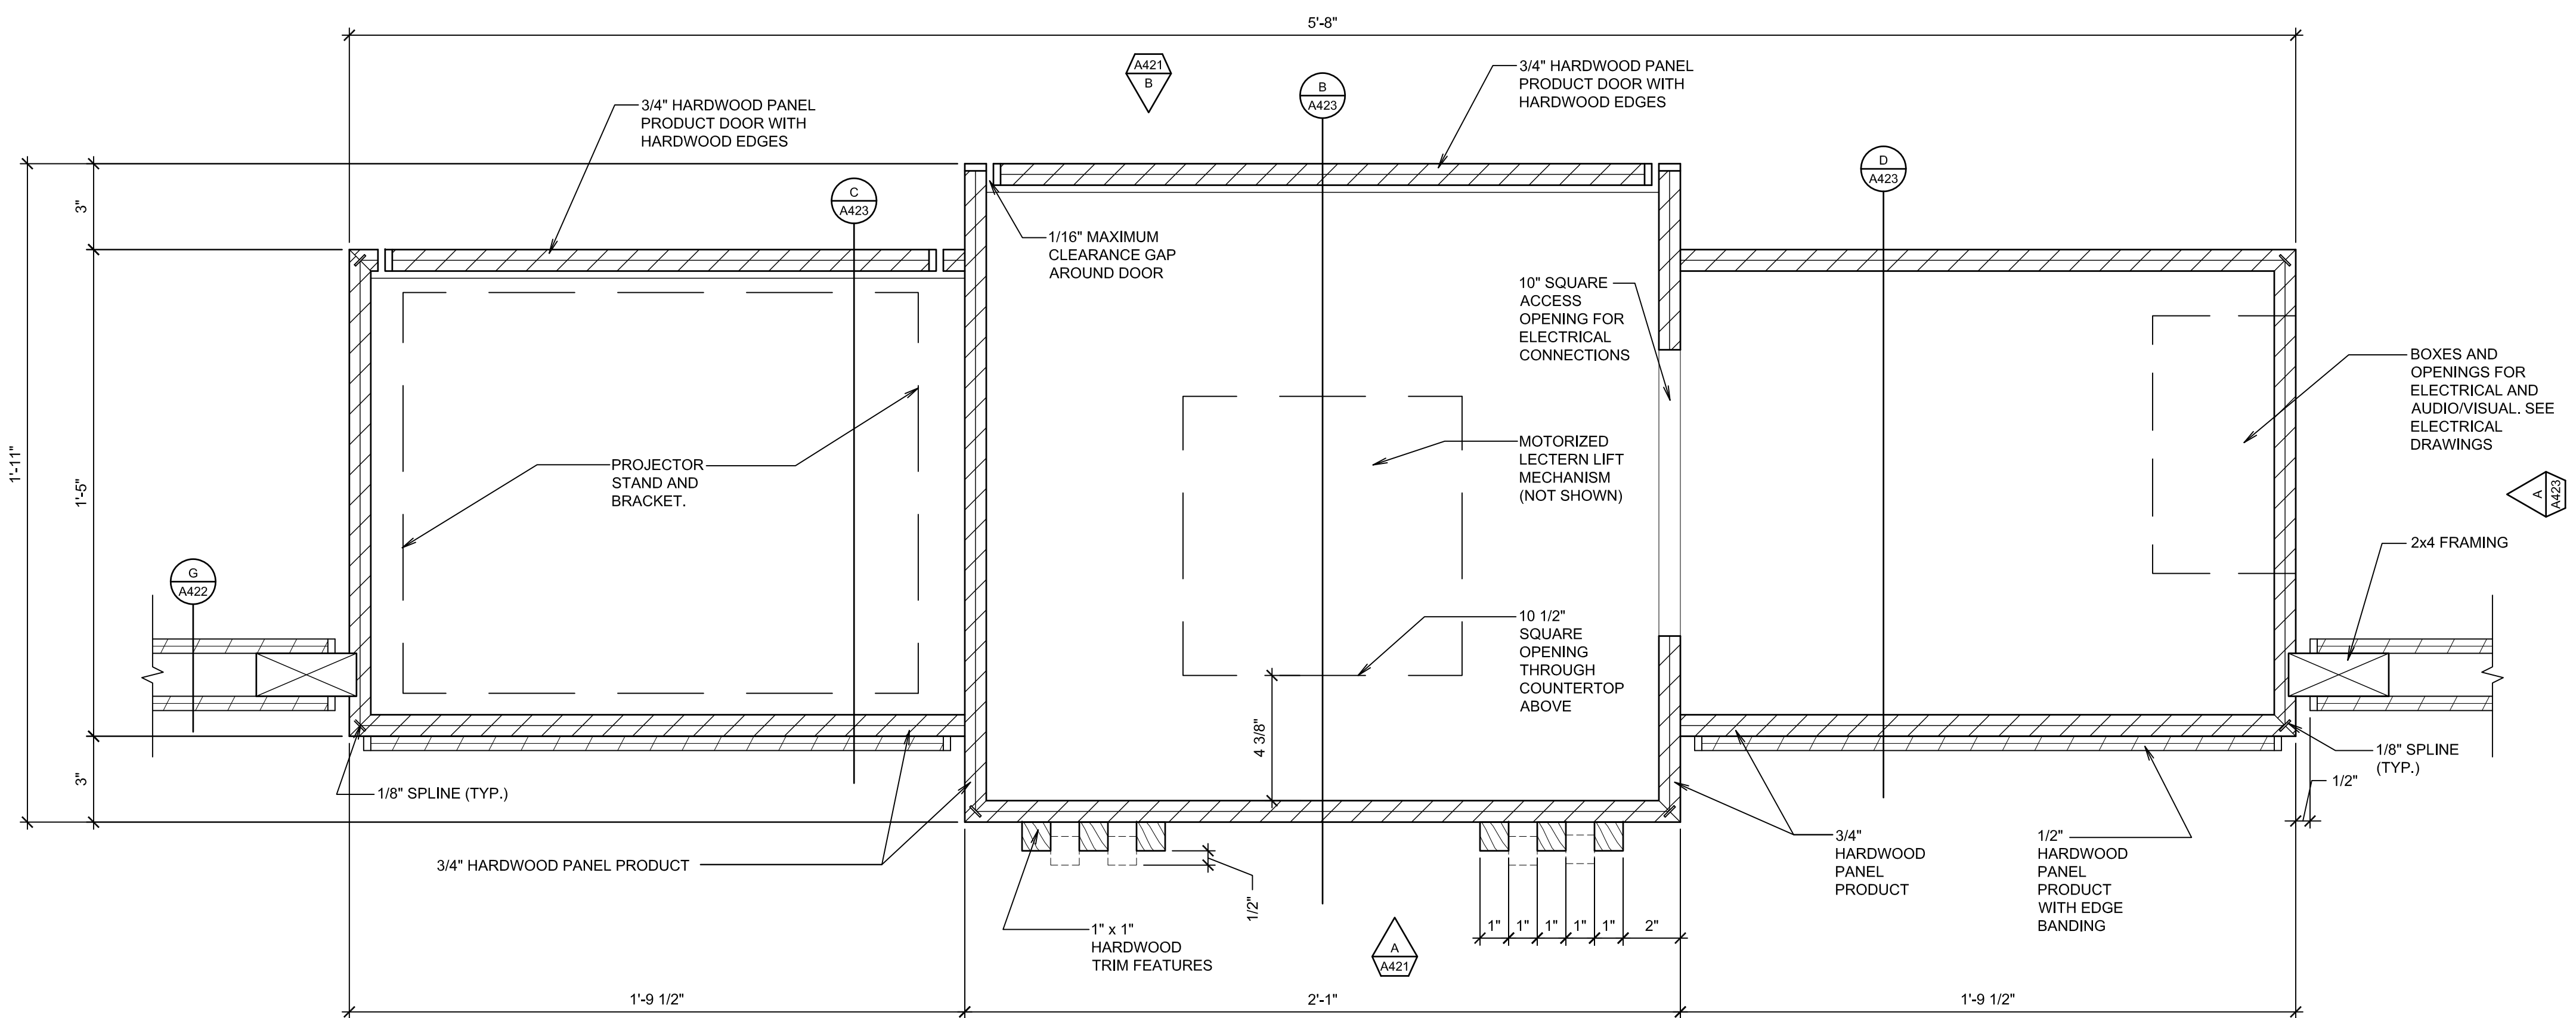 5'-8"
A421
B
B
A423
3/4" HARDWOOD PANEL
PRODUCT DOOR WITH
HARDWOOD EDGES
3/4" HARDWOOD PANEL
PRODUCT DOOR WITH
HARDWOOD EDGES
C
A423
D
A423
3"
1'-11"
1'-5"
3"
1/16" MAXIMUM
CLEARANCE GAP
AROUND DOOR
10" SQUARE
ACCESS
OPENING FOR
ELECTRICAL
CONNECTIONS
BOXES AND
OPENINGS FOR
ELECTRICAL AND
AUDIO/VISUAL. SEE
ELECTRICAL
DRAWINGS
PROJECTOR
STAND AND
BRACKET.
MOTORIZED
LECTERN LIFT
MECHANISM
(NOT SHOWN)
A
A423
2x4 FRAMING
G
A422
10 1/2"
SQUARE
OPENING
THROUGH
COUNTERTOP
ABOVE
4 3/8"
1/8" SPLINE (TYP.)
1/8" SPLINE
(TYP.)
1/2"
3/4" HARDWOOD PANEL PRODUCT
1/2"
3/4"
HARDWOOD
PANEL
PRODUCT
1/2"
HARDWOOD
PANEL
PRODUCT
WITH EDGE
BANDING
1" x 1"
HARDWOOD
TRIM FEATURES
A
A421
1" 1" 1" 1" 1" 2"
1'-9 1/2"
2'-1"
1'-9 1/2"